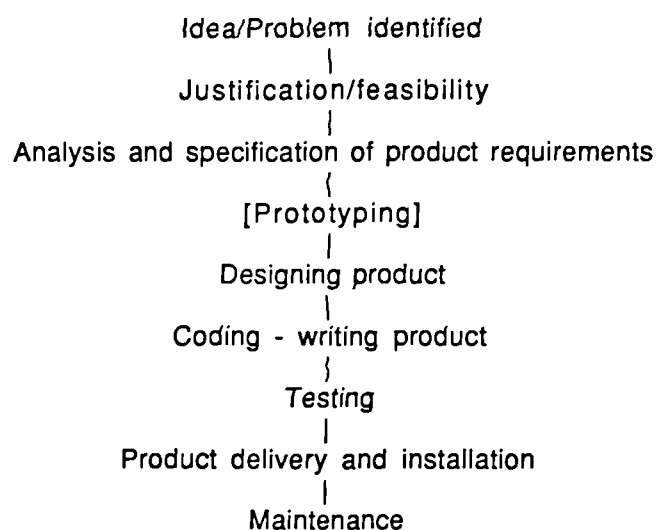 Idea/Problem identified
Justification/feasibility
Analysis and specification of product requirements
[Prototyping]
Designing product
Coding - writing product
Testing
Product delivery and installation
Maintenance